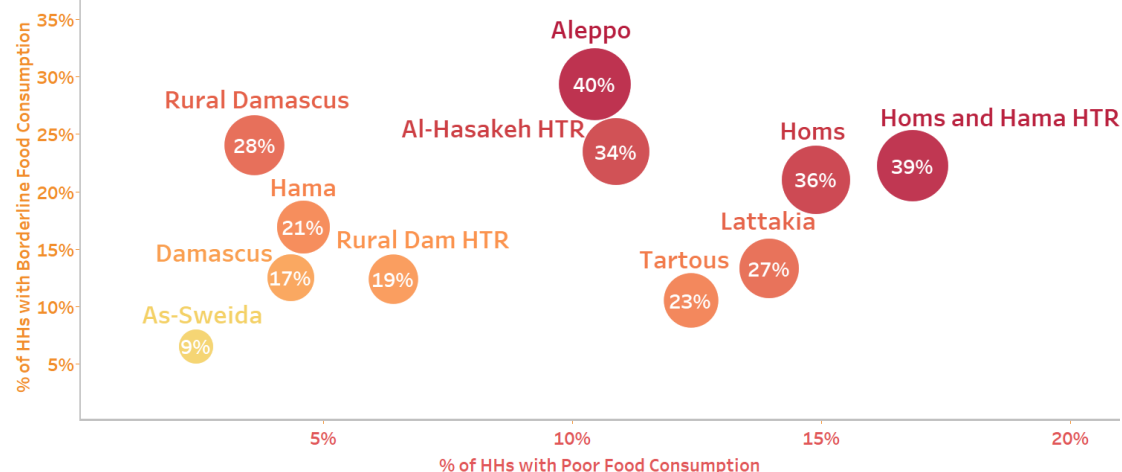 35%
Aleppo
30%
40%
Rural Damascus
Homs and Hama HTR
Al-Hasakeh HTR
Homs
25%
28%
34%
39%
36%
20%
Hama
21%
Lattakia
Rural Dam HTR
15%
Damascus
Tartous
27%
17%
19%
23%
10%
As-Sweida
9%
5%
% of HHs with Borderline Food Consumption
5%
10%
15%
20%
% of HHs with Poor Food Consumption